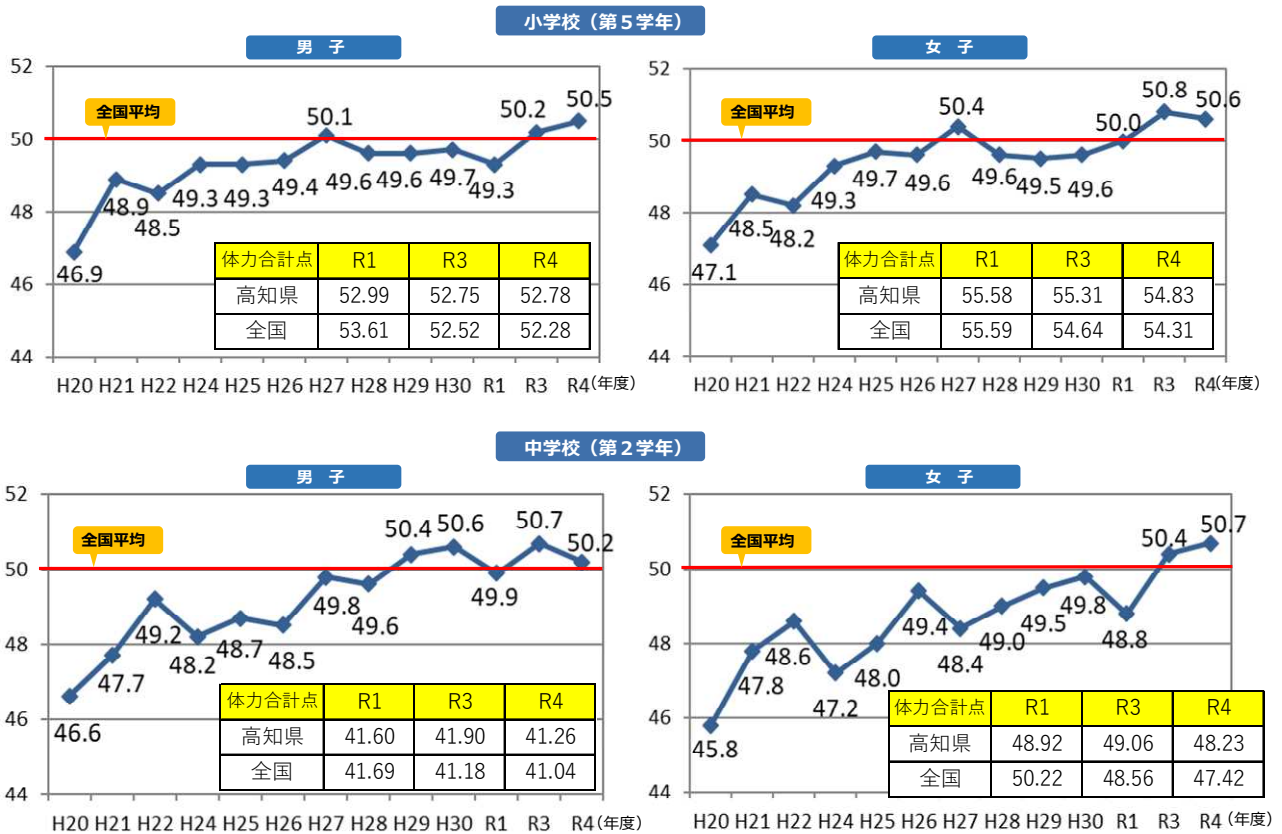 小学校（第５学年）
男　子
52
50
48
46
44
全国平均
46.9
48.9
48.5
49.3
49.3
49.4
50.1
49.6
49.6
49.7
49.3
50.2
50.5
体力合計点 R1 R3 R4
高知県 52.99 52.75 52.78
全国 53.61 52.52 52.28
H20 H21 H22 H24 H25 H26 H27 H28 H29 H30 R1 R3 R4（年度）
女　子
52
50
48
46
44
全国平均
47.1
48.5
48.2
49.3
49.7
49.6
50.4
49.6
49.5
49.6
50.0
50.8
50.6
体力合計点 R1 R3 R4
高知県 55.58 55.31 54.83
全国 55.59 54.64 54.31
H20 H21 H22 H24 H25 H26 H27 H28 H29 H30 R1 R3 R4（年度）
中学校（第２学年）
男　子
52
50
48
46
44
全国平均
46.6
47.7
49.2
48.2
48.7
48.5
49.8
49.6
50.4
50.6
49.9
50.7
50.2
体力合計点 R1 R3 R4
高知県 41.60 41.90 41.26
全国 41.69 41.18 41.04
H20 H21 H22 H24 H25 H26 H27 H28 H29 H30 R1 R3 R4（年度）
女　子
52
50
48
46
44
全国平均
45.8
47.8
48.6
47.2
48.0
49.4
48.4
49.0
49.5
49.8
48.8
50.4
50.7
体力合計点 R1 R3 R4
高知県 48.92 49.06 48.23
全国 50.22 48.56 47.42
H20 H21 H22 H24 H25 H26 H27 H28 H29 H30 R1 R3 R4（年度）